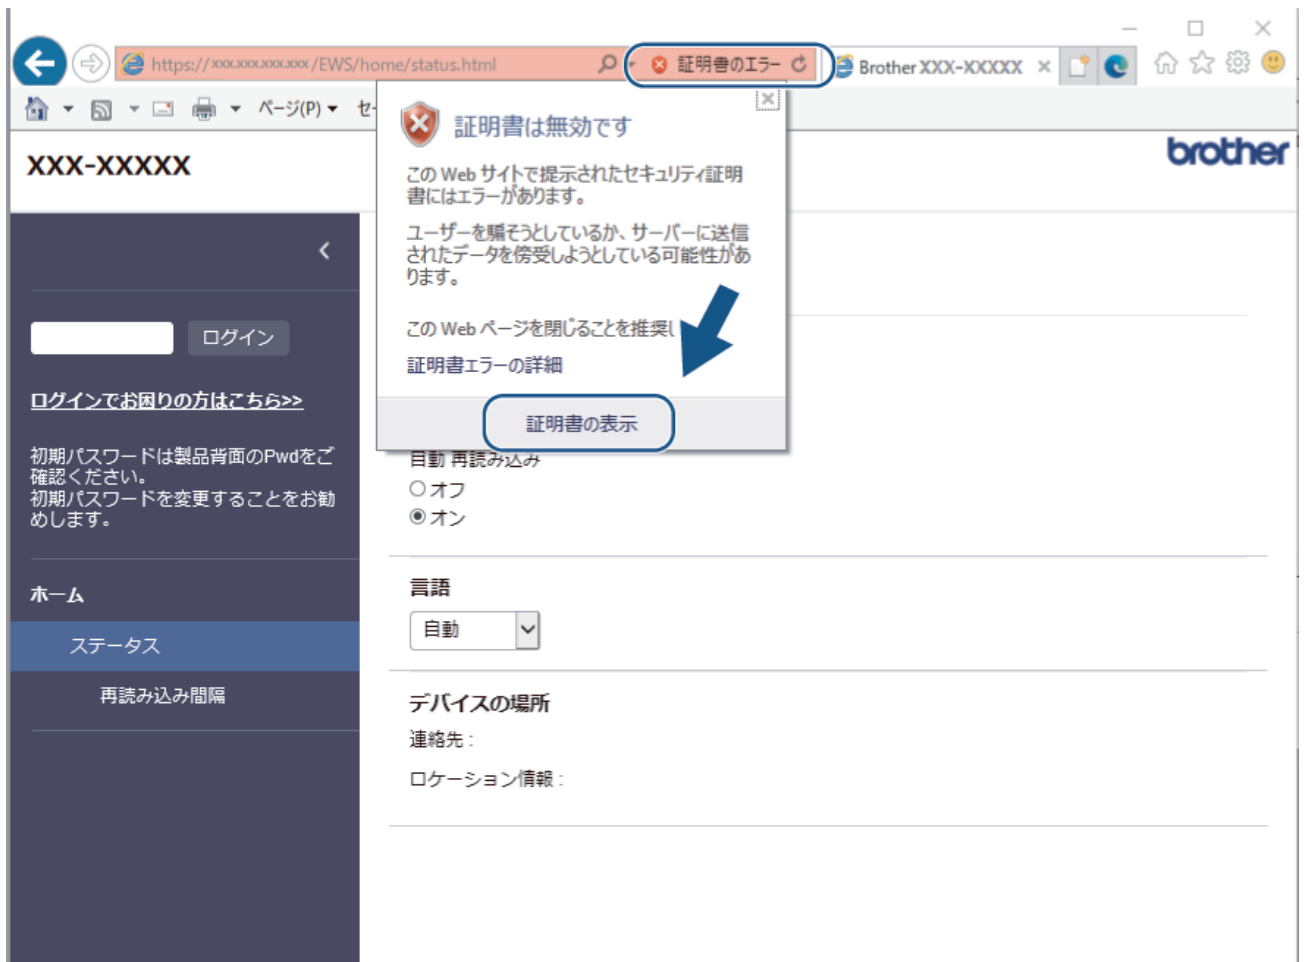 https://xxx.xxx.xxx.xxx/EWS/home/status.html
証明書のエラー
Brother XXX-XXXXX
ページ(P)
セ
証明書は無効です
この Web サイトで提示されたセキュリティ証明
書にはエラーがあります。
ユーザーを騙そうとしているか、サーバーに送信
されたデータを傍受しようとしている可能性があ
ります。
この Web ページを閉じることを推奨し
証明書エラーの詳細
証明書の表示
XXX-XXXXX
brother
ログイン
ログインでお困りの方はこちら>>
初期パスワードは製品背面のPwdをご
確認ください。
初期パスワードを変更することをお勧
めします。
ホーム
ステータス
再読み込み間隔
自動 再読み込み
オフ
オン
言語
自動
デバイスの場所
連絡先 :
ロケーション情報 :